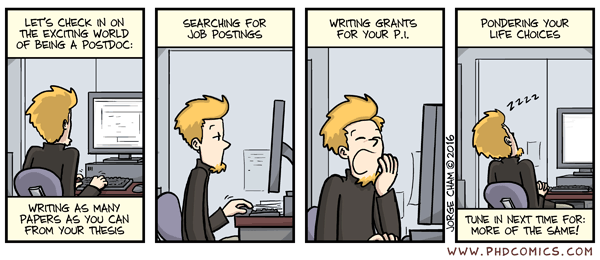 LET'S CHECK IN ON
THE EXCITING WORLD
OF BEING A POSTDOC:
WRITING AS MANY
PAPERS AS YOU CAN
FROM YOUR THESIS
SEARCHING FOR
JOB POSTINGS
WRITING GRANTS
FOR YOUR P.I.
JORGE CHAM © 2016
PONDERING YOUR
LIFE CHOICES
ZZZZ
TUNE IN NEXT TIME FOR:
MORE OF THE SAME!
WWW.PHDCOMICS.COM